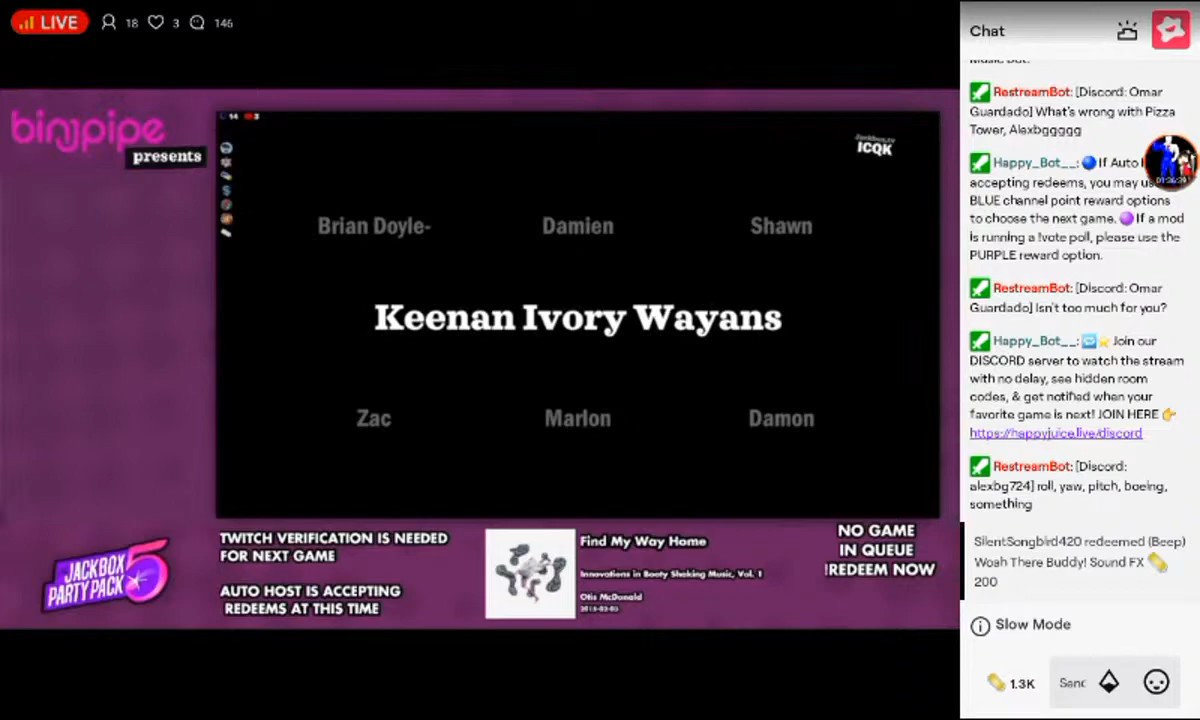 LIVE 18 3 146
binjpipe
presents
14 3
ICQK
Brian Doyle- Damien Shawn
Keenan Ivory Wayans
Zac Marlon Damon
JACKBOX
PARTY PACK 5
TWITCH VERIFICATION IS NEEDED
FOR NEXT GAME
AUTO HOST IS ACCEPTING
REDEEMS AT THIS TIME
Find My Way Home
Innovations in Booty Shaking Music, Vol. 1
Otis McDonald
NO GAME
IN QUEUE
!REDEEM NOW
Chat
RestreamBot: [Discord: Omar
Guardado] What's wrong with Pizza
Tower, Alexbggggg
Happy_Bot__: 🔵 If Auto
accepting redeems, you may
BLUE channel point reward options
to choose the next game. 🟣 If a mod
is running a !vote poll, please use the
PURPLE reward option.
RestreamBot: [Discord: Omar
Guardado] Isn't too much for you?
Happy_Bot__: Join our
DISCORD server to watch the stream
with no delay, see hidden room
codes, & get notified when your
favorite game is next! JOIN HERE 👉
https://happyjuice.live/discord
RestreamBot: [Discord:
alexbg724] roll, yaw, pitch, boeing,
something
SilentSongbird420 redeemed (Beep)
Woah There Buddy! Sound FX
200
Slow Mode
1.3K Send